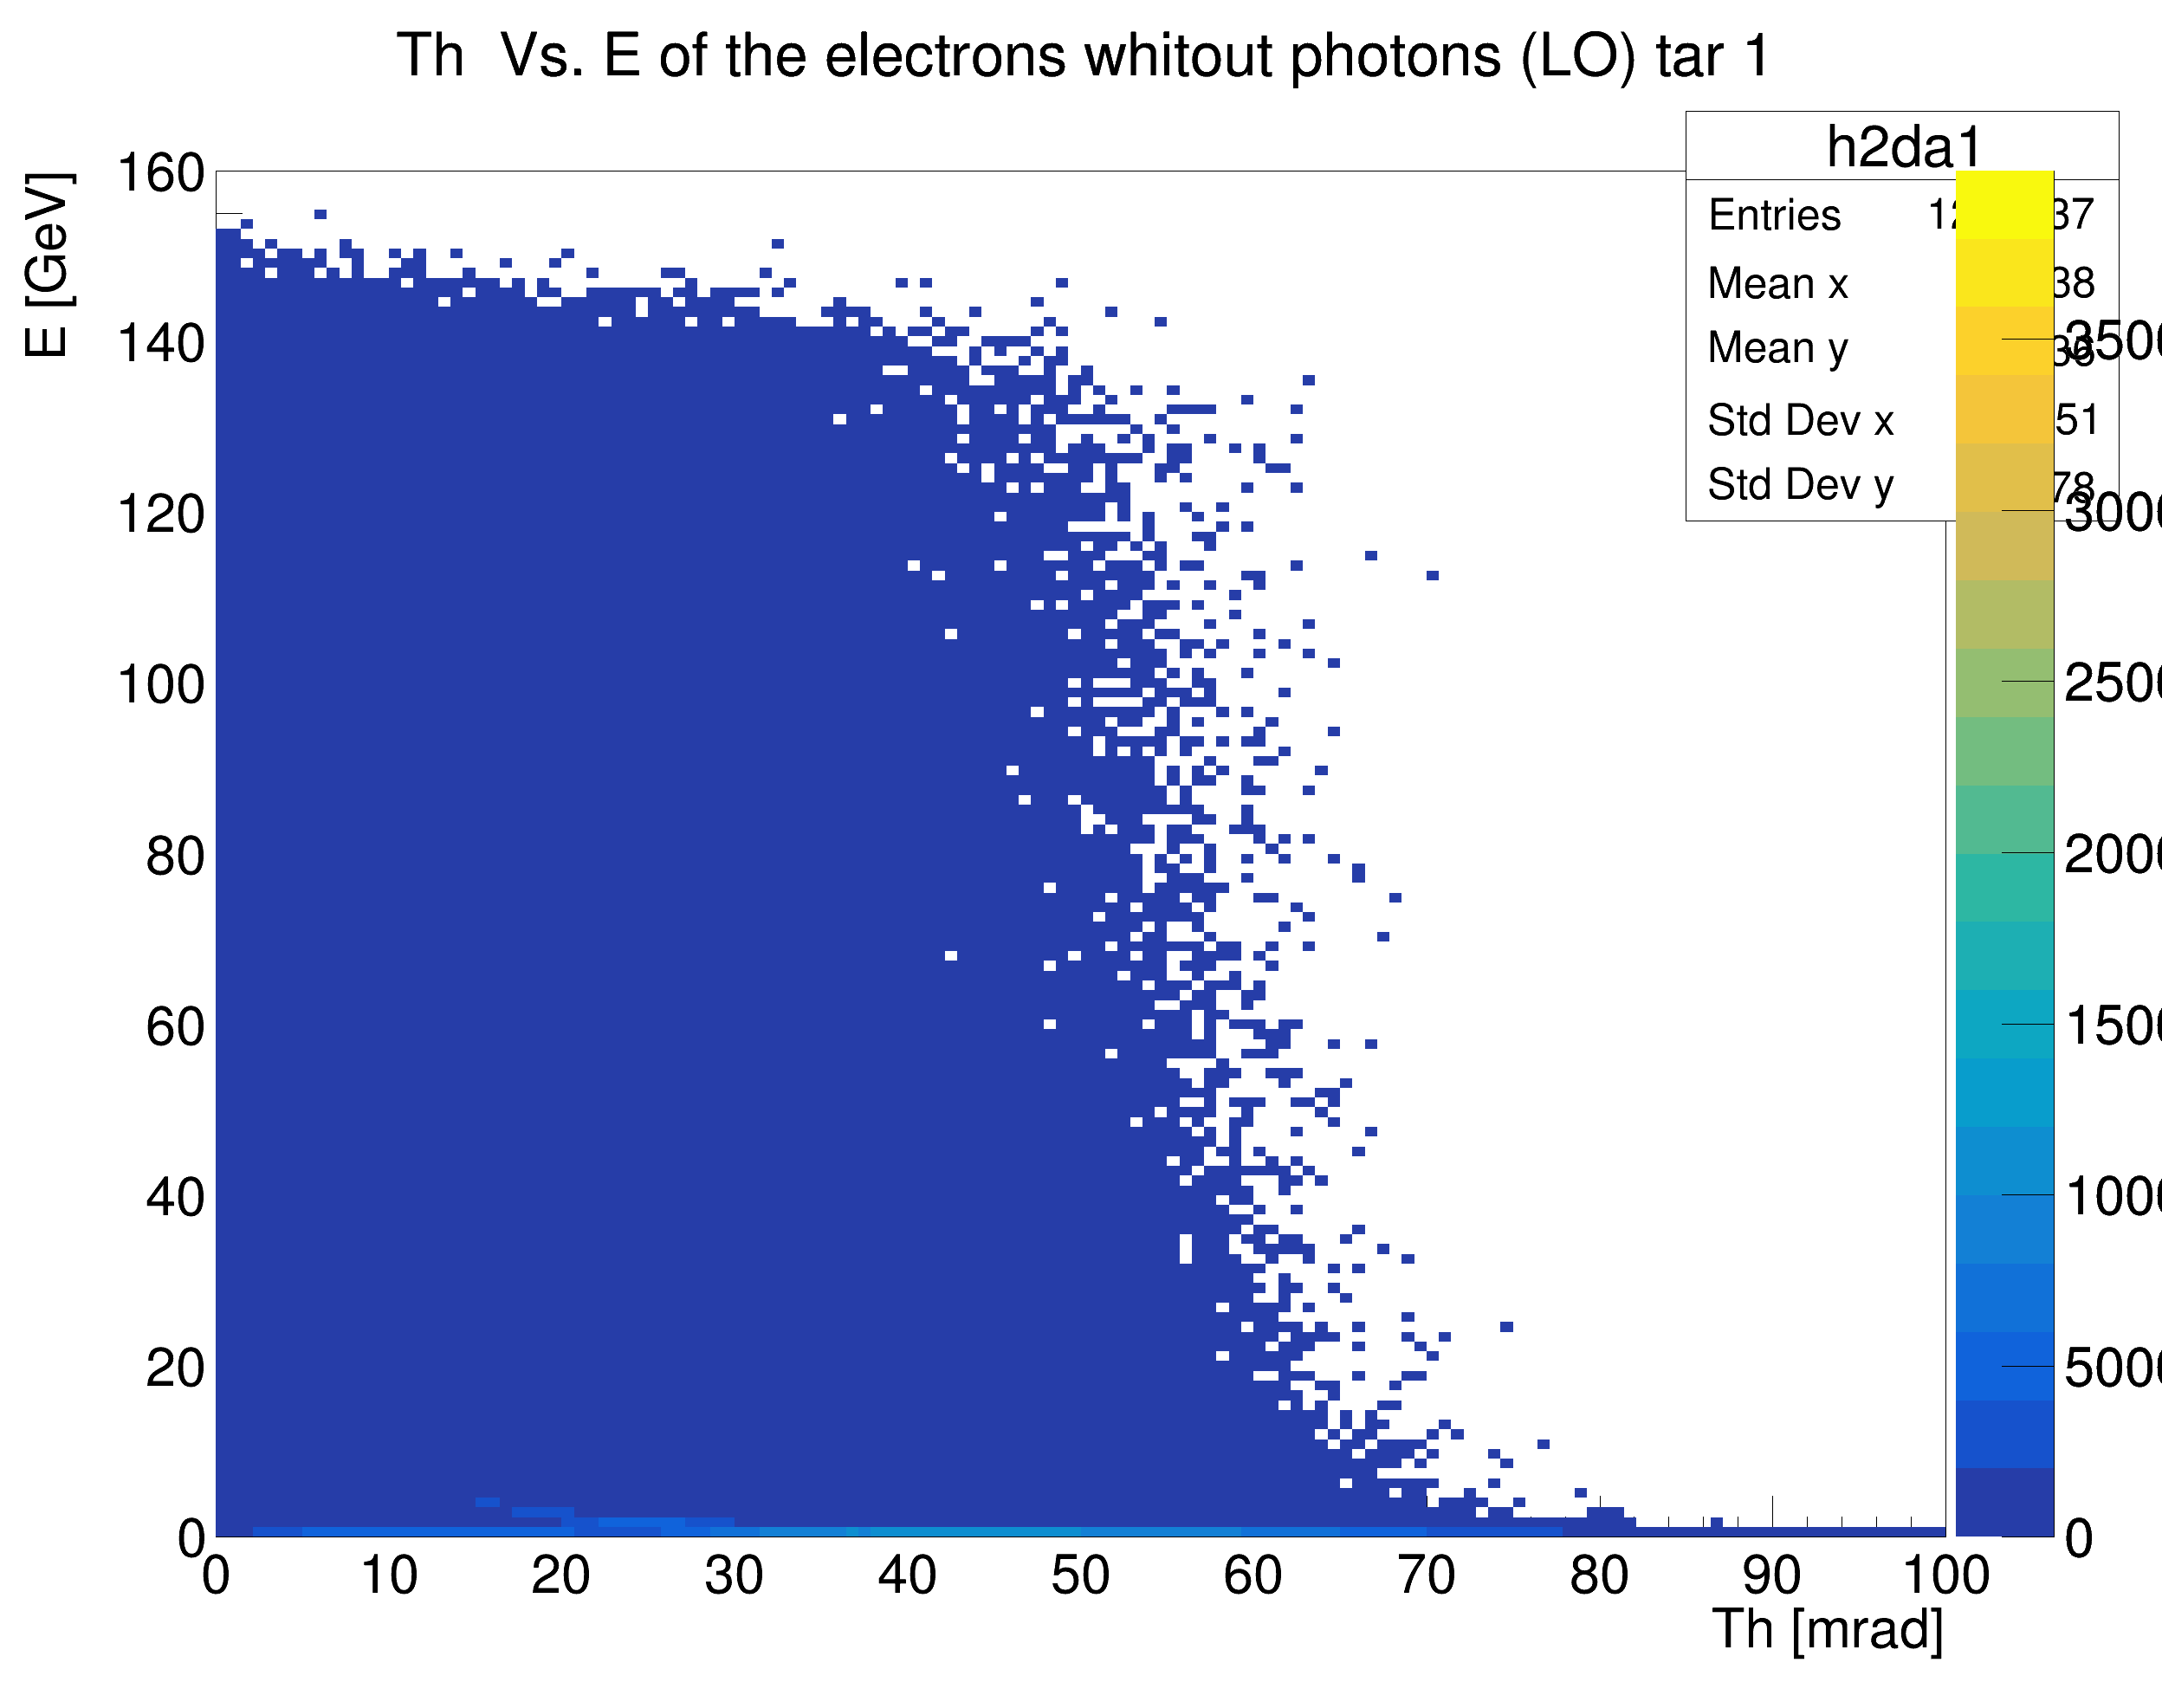 Th  Vs. E of the electrons whitout photons (LO) tar 1
h2da1
Entries
Mean x
Mean y
Std Dev x
Std Dev y
E [GeV]
160
140
120
100
80
60
40
20
0
0 10 20 30 40 50 60 70 80 90 100
Th [mrad]
0